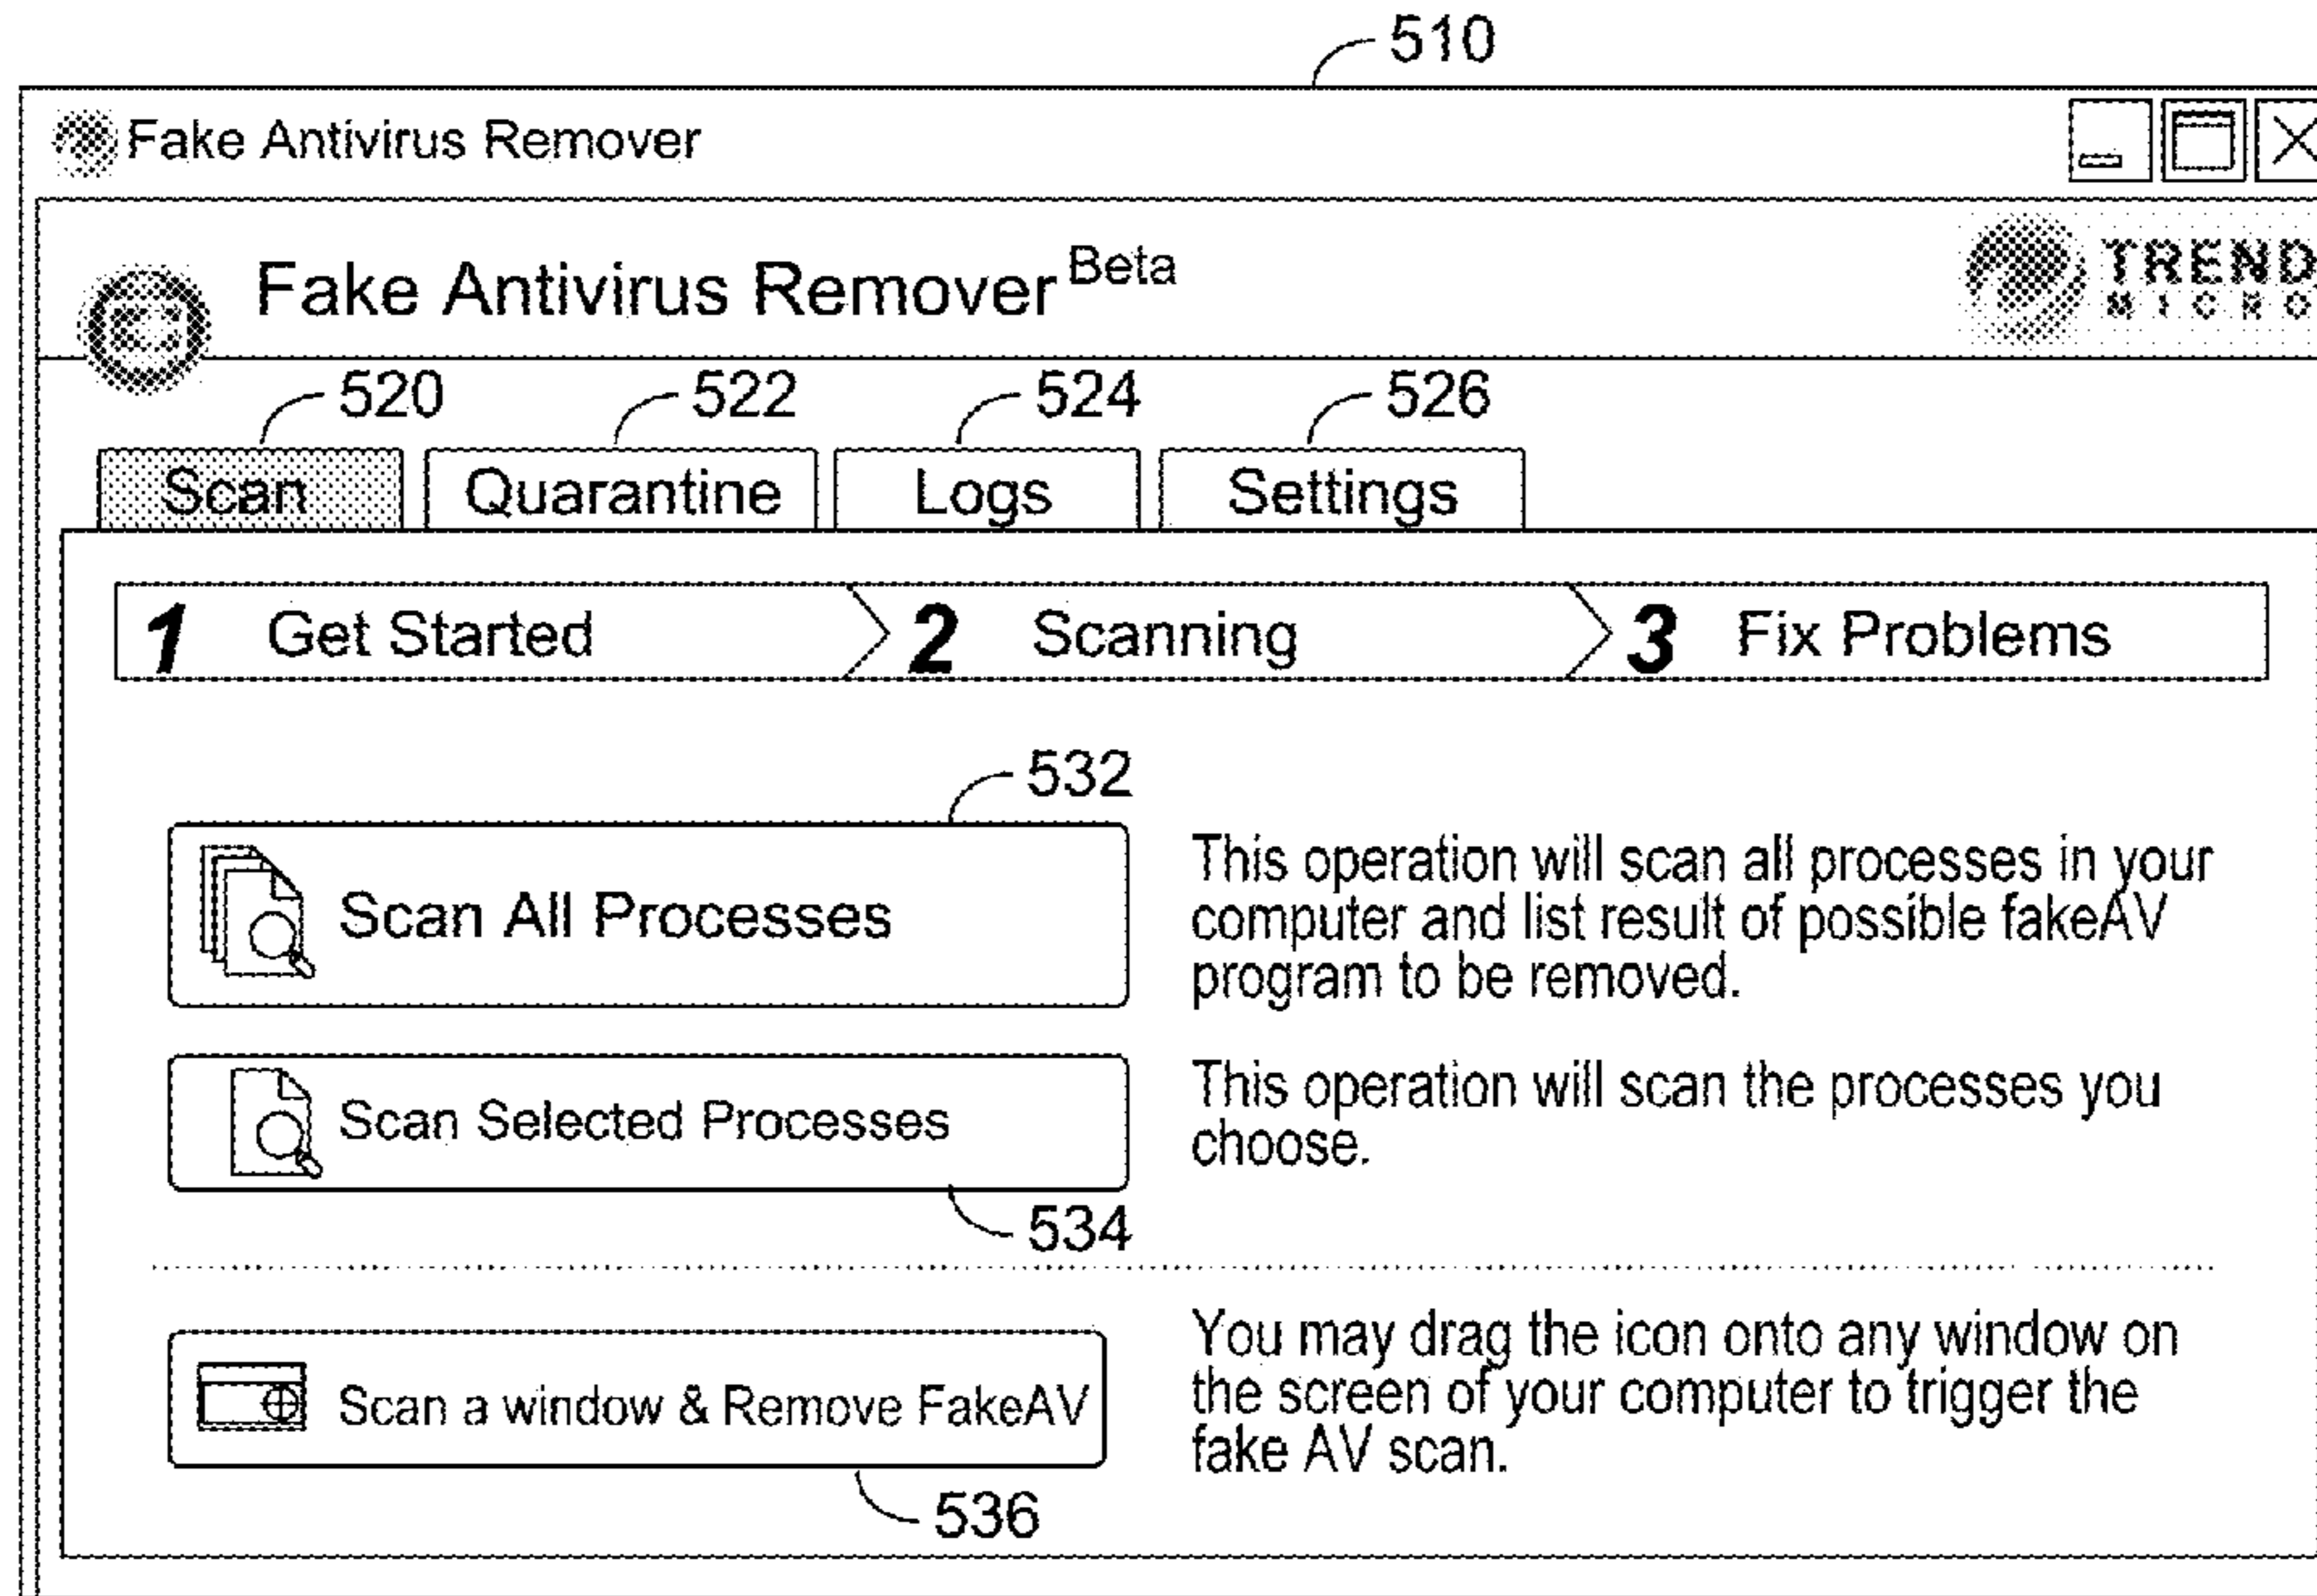 510
Fake Antivirus Remover
Fake Antivirus Remover Beta
TREND
MICRO
520 522 524 526
Scan Quarantine Logs Settings
1 Get Started 2 Scanning 3 Fix Problems
532
Scan All Processes
This operation will scan all processes in your
computer and list result of possible fakeAV
program to be removed.
Scan Selected Processes
This operation will scan the processes you
choose.
534
Scan a window & Remove FakeAV
You may drag the icon onto any window on
the screen of your computer to trigger the
fake AV scan.
536